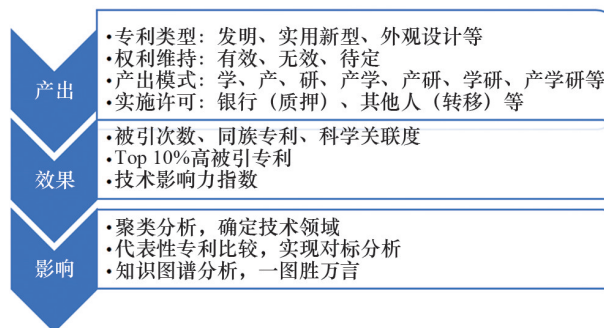 产出
•专利类型：发明、实用新型、外观设计等
•权利维持：有效、无效、待定
•产出模式：学、产、研、产学、产研、学研、产学研等
•实施许可：银行（质押）、其他人（转移）等
效果
•被引次数、同族专利、科学关联度
•Top 10%高被引专利
•技术影响力指数
影响
•聚类分析，确定技术领域
•代表性专利比较，实现对标分析
•知识图谱分析，一图胜万言